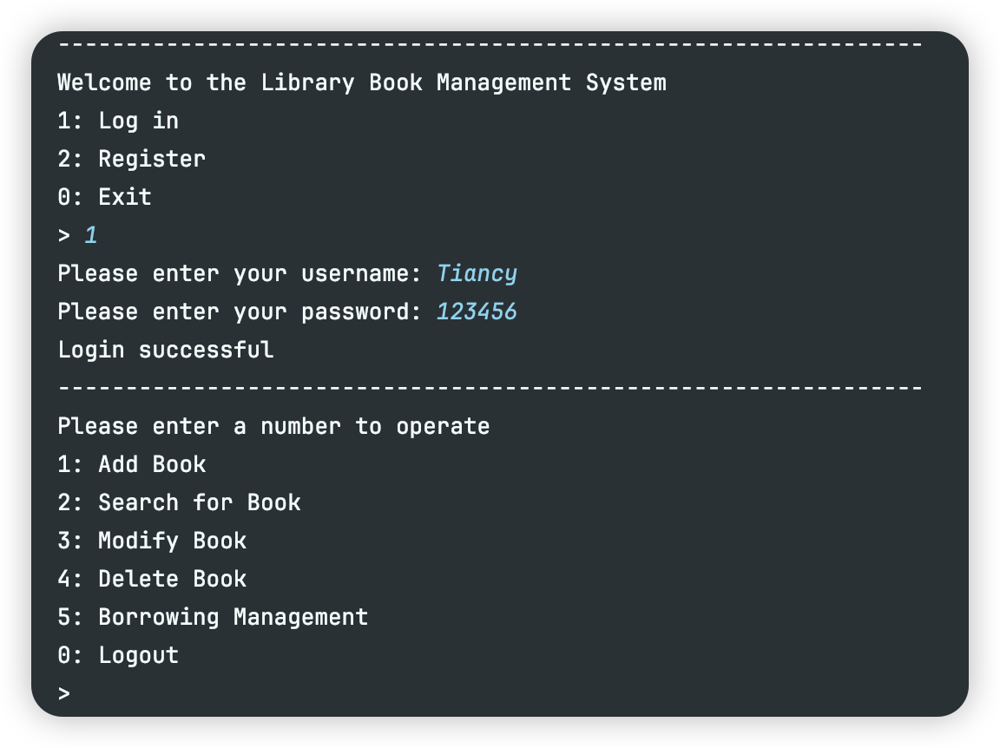 ----------------------------------------------------------------
Welcome to the Library Book Management System
1: Log in
2: Register
0: Exit
> 1
Please enter your username: Tiancy
Please enter your password: 123456
Login successful
----------------------------------------------------------------
Please enter a number to operate
1: Add Book
2: Search for Book
3: Modify Book
4: Delete Book
5: Borrowing Management
0: Logout
>